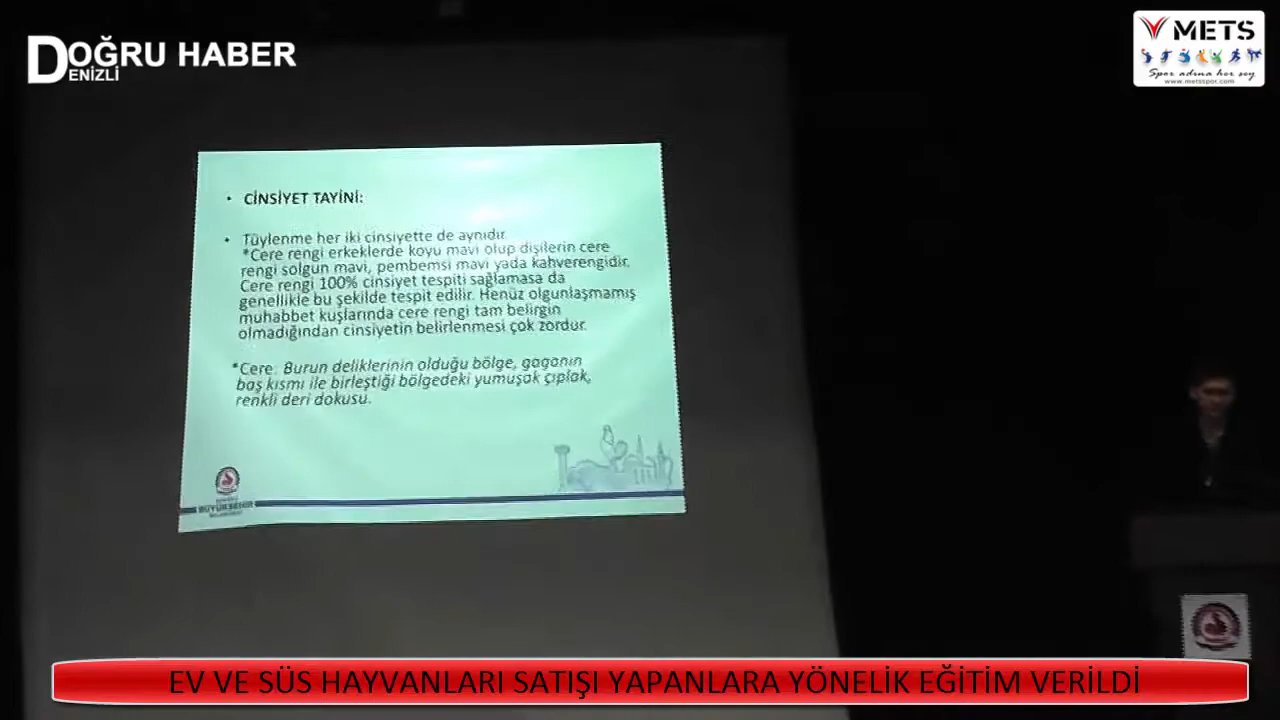 DOĞRU HABER
DENİZLİ
METS
Spor adına her şey
www.metsspor.com
• CİNSİYET TAYİNİ:
• Tüylenme her iki cinsiyette de aynıdır.
*Cere rengi erkeklerde koyu mavi olup dişilerin cere
rengi solgun mavi, pembemsi mavi yada kahverengidir.
Cere rengi 100% cinsiyet tespiti sağlamasa da
genellikle bu şekilde tespit edilir. Henüz olgunlaşmamış
muhabbet kuşlarında cere rengi tam belirgin
olmadığından cinsiyetin belirlenmesi çok zordur.
*Cere: Burun deliklerinin olduğu bölge, gaganın
baş kısmı ile birleştiği bölgedeki yumuşak çıplak,
renkli deri dokusu.
BÜYÜKŞEHİR
EV VE SÜS HAYVANLARI SATIŞI YAPANLARA YÖNELİK EĞİTİM VERİLDİ